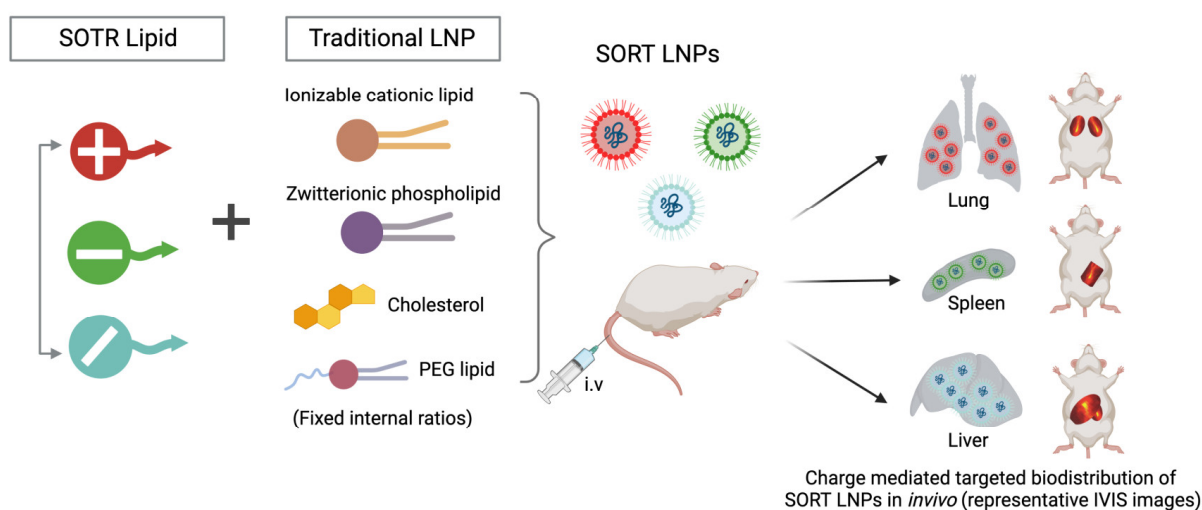 SOTR Lipid
Traditional LNP
Ionizable cationic lipid
Zwitterionic phospholipid
Cholesterol
PEG lipid
(Fixed internal ratios)
SORT LNPs
i.v
Lung
Spleen
Liver
Charge mediated targeted biodistribution of
SORT LNPs in invivo (representative IVIS images)